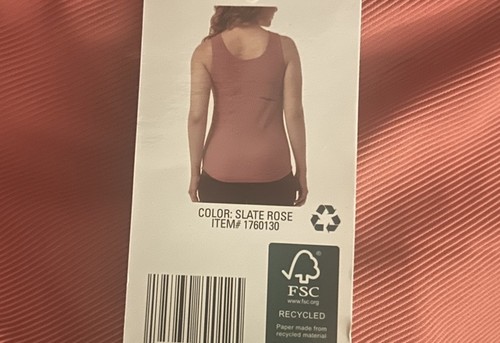 COLOR: SLATE ROSE
ITEM# 1760130
FSC
www.fsc.org
RECYCLED
Paper made from
recycled material